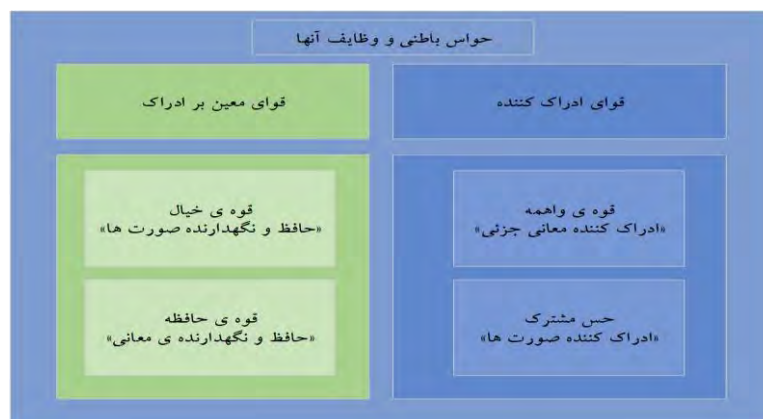 حواس باطنی و وظایف آنها
قوای ادراک کننده
قوای معین بر ادراک
قوه ی واهمه
«ادراک کننده معانی جزئی»
حس مشترک
«ادراک کننده صورت ها»
قوه ی خیال
«حافظ و نگهدارنده صورت ها»
قوه ی حافظه
«حافظ و نگهدارنده ی معانی»